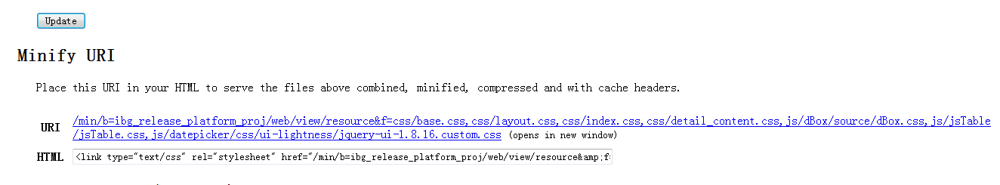 Update
Minify URI
Place this URI in your HTML to serve the files above combined, minified, compressed and with cache headers.
URI /min/b=ibg_release_platform_proj/web/view/resource&f=css/base.css,css/layout.css,css/index.css,css/detail_content.css,js/dBox/source/dBox.css,js/jsTable
/jsTable.css,js/datepicker/css/ui-lightness/jquery-ui-1.8.16.custom.css (opens in new window)
HTML <link type="text/css" rel="stylesheet" href="/min/b=ibg_release_platform_proj/web/view/resource&amp;f=